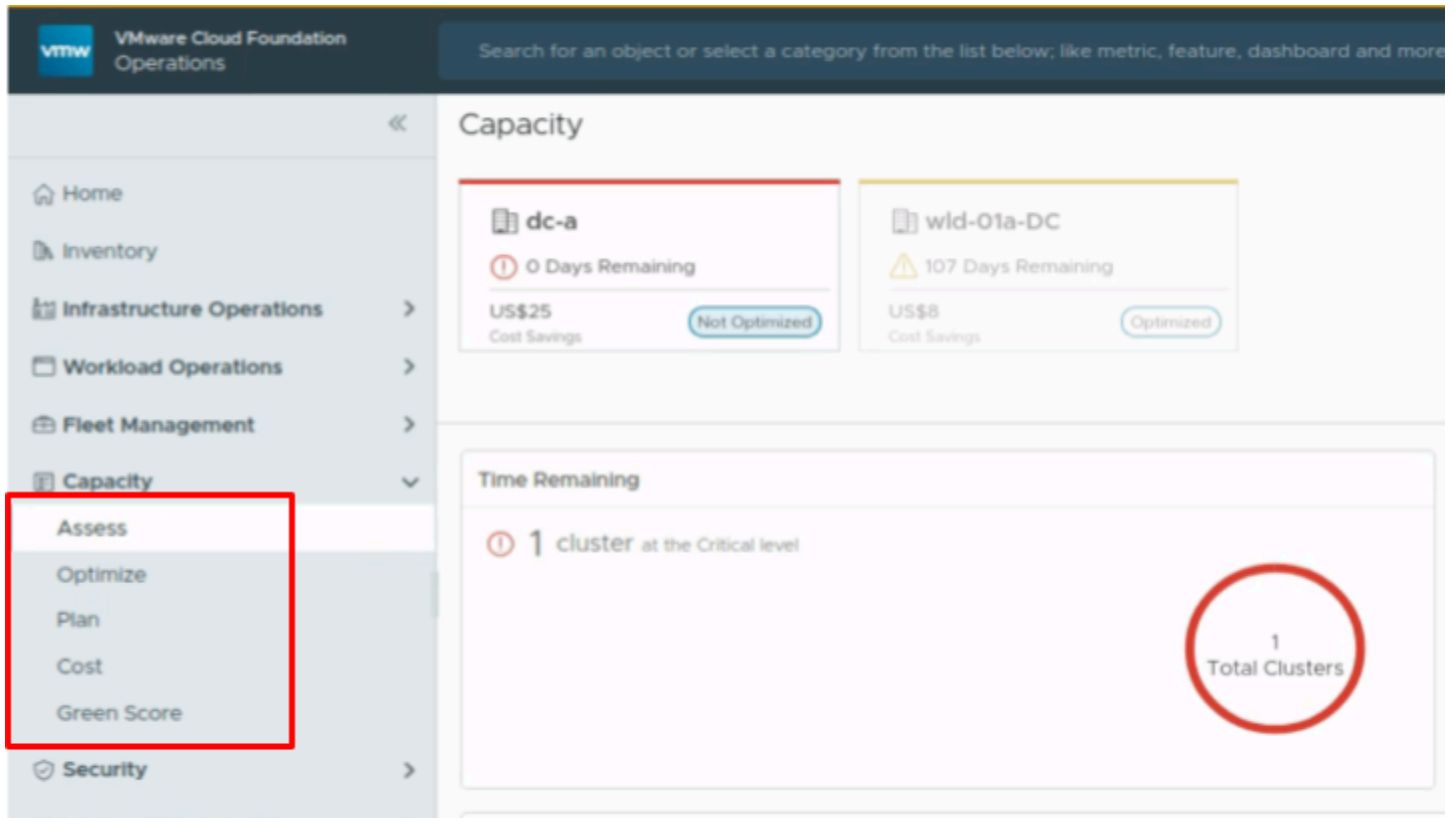 vmw
VMware Cloud Foundation
Operations
Search for an object or select a category from the list below; like metric, feature, dashboard and more
Home
Inventory
Infrastructure Operations
Workload Operations
Fleet Management
Capacity
Assess
Optimize
Plan
Cost
Green Score
Security
Capacity
dc-a
0 Days Remaining
US$25
Cost Savings
Not Optimized
wld-01a-DC
107 Days Remaining
US$8
Cost Savings
Optimized
Time Remaining
1 cluster at the Critical level
1
Total Clusters